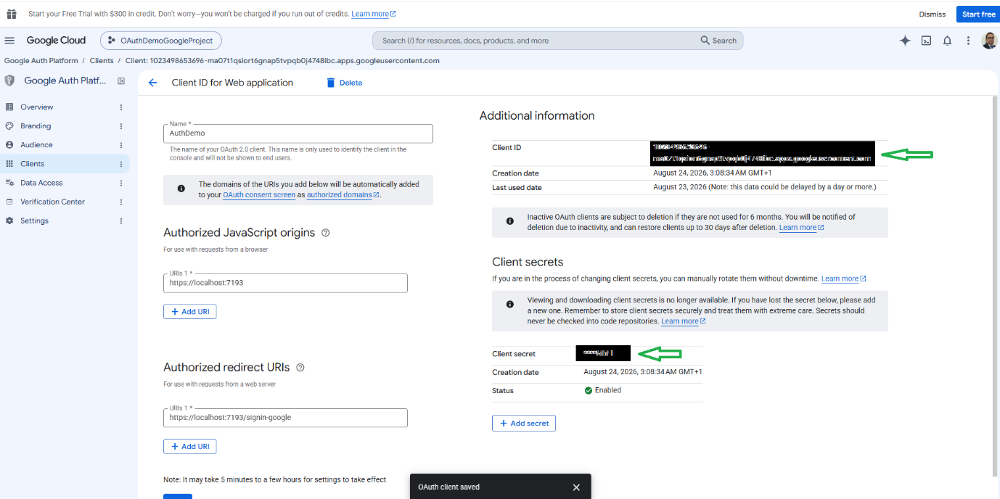 Start your Free Trial with $300 in credit. Don't worry—you won't be charged if you run out of credits. Learn more
Dismiss
Start free
Google Cloud
OAuthDemoGoogleProject
Search (/) for resources, docs, products, and more
Search
Google Auth Platform / Clients / Client: 1023498653696-ma07t1qsiort6gnap5tvpqb0j4748ibc.apps.googleusercontent.com
Google Auth Platf...
Overview
Branding
Audience
Clients
Data Access
Verification Center
Settings
Client ID for Web application
Delete
Name *
AuthDemo
The name of your OAuth 2.0 client. This name is only used to identify the client in the
console and will not be shown to end users.
The domains of the URIs you add below will be automatically added
to your OAuth consent screen as authorized domains.
Authorized JavaScript origins
For use with requests from a browser
URIs 1 *
https://localhost:7193
+ Add URI
Authorized redirect URIs
For use with requests from a web server
URIs 1 *
https://localhost:7193/signin-google
+ Add URI
Note: It may take 5 minutes to a few hours for settings to take effect
Additional information
Client ID
Creation date
August 24, 2026, 3:08:34 AM GMT+1
Last used date
August 23, 2026 (Note: this data could be delayed by a day or more.)
Inactive OAuth clients are subject to deletion if they are not used for 6 months. You will be notified of
deletion due to inactivity, and can restore clients up to 30 days after deletion. Learn more
Client secrets
If you are in the process of changing client secrets, you can manually rotate them without downtime. Learn more
Viewing and downloading client secrets is no longer available. If you have lost the secret below, please add
a new one. Remember to store client secrets securely and treat them with extreme care. Secrets should
never be checked into code repositories. Learn more
Client secret
Creation date
August 24, 2026, 3:08:34 AM GMT+1
Status
Enabled
+ Add secret
OAuth client saved